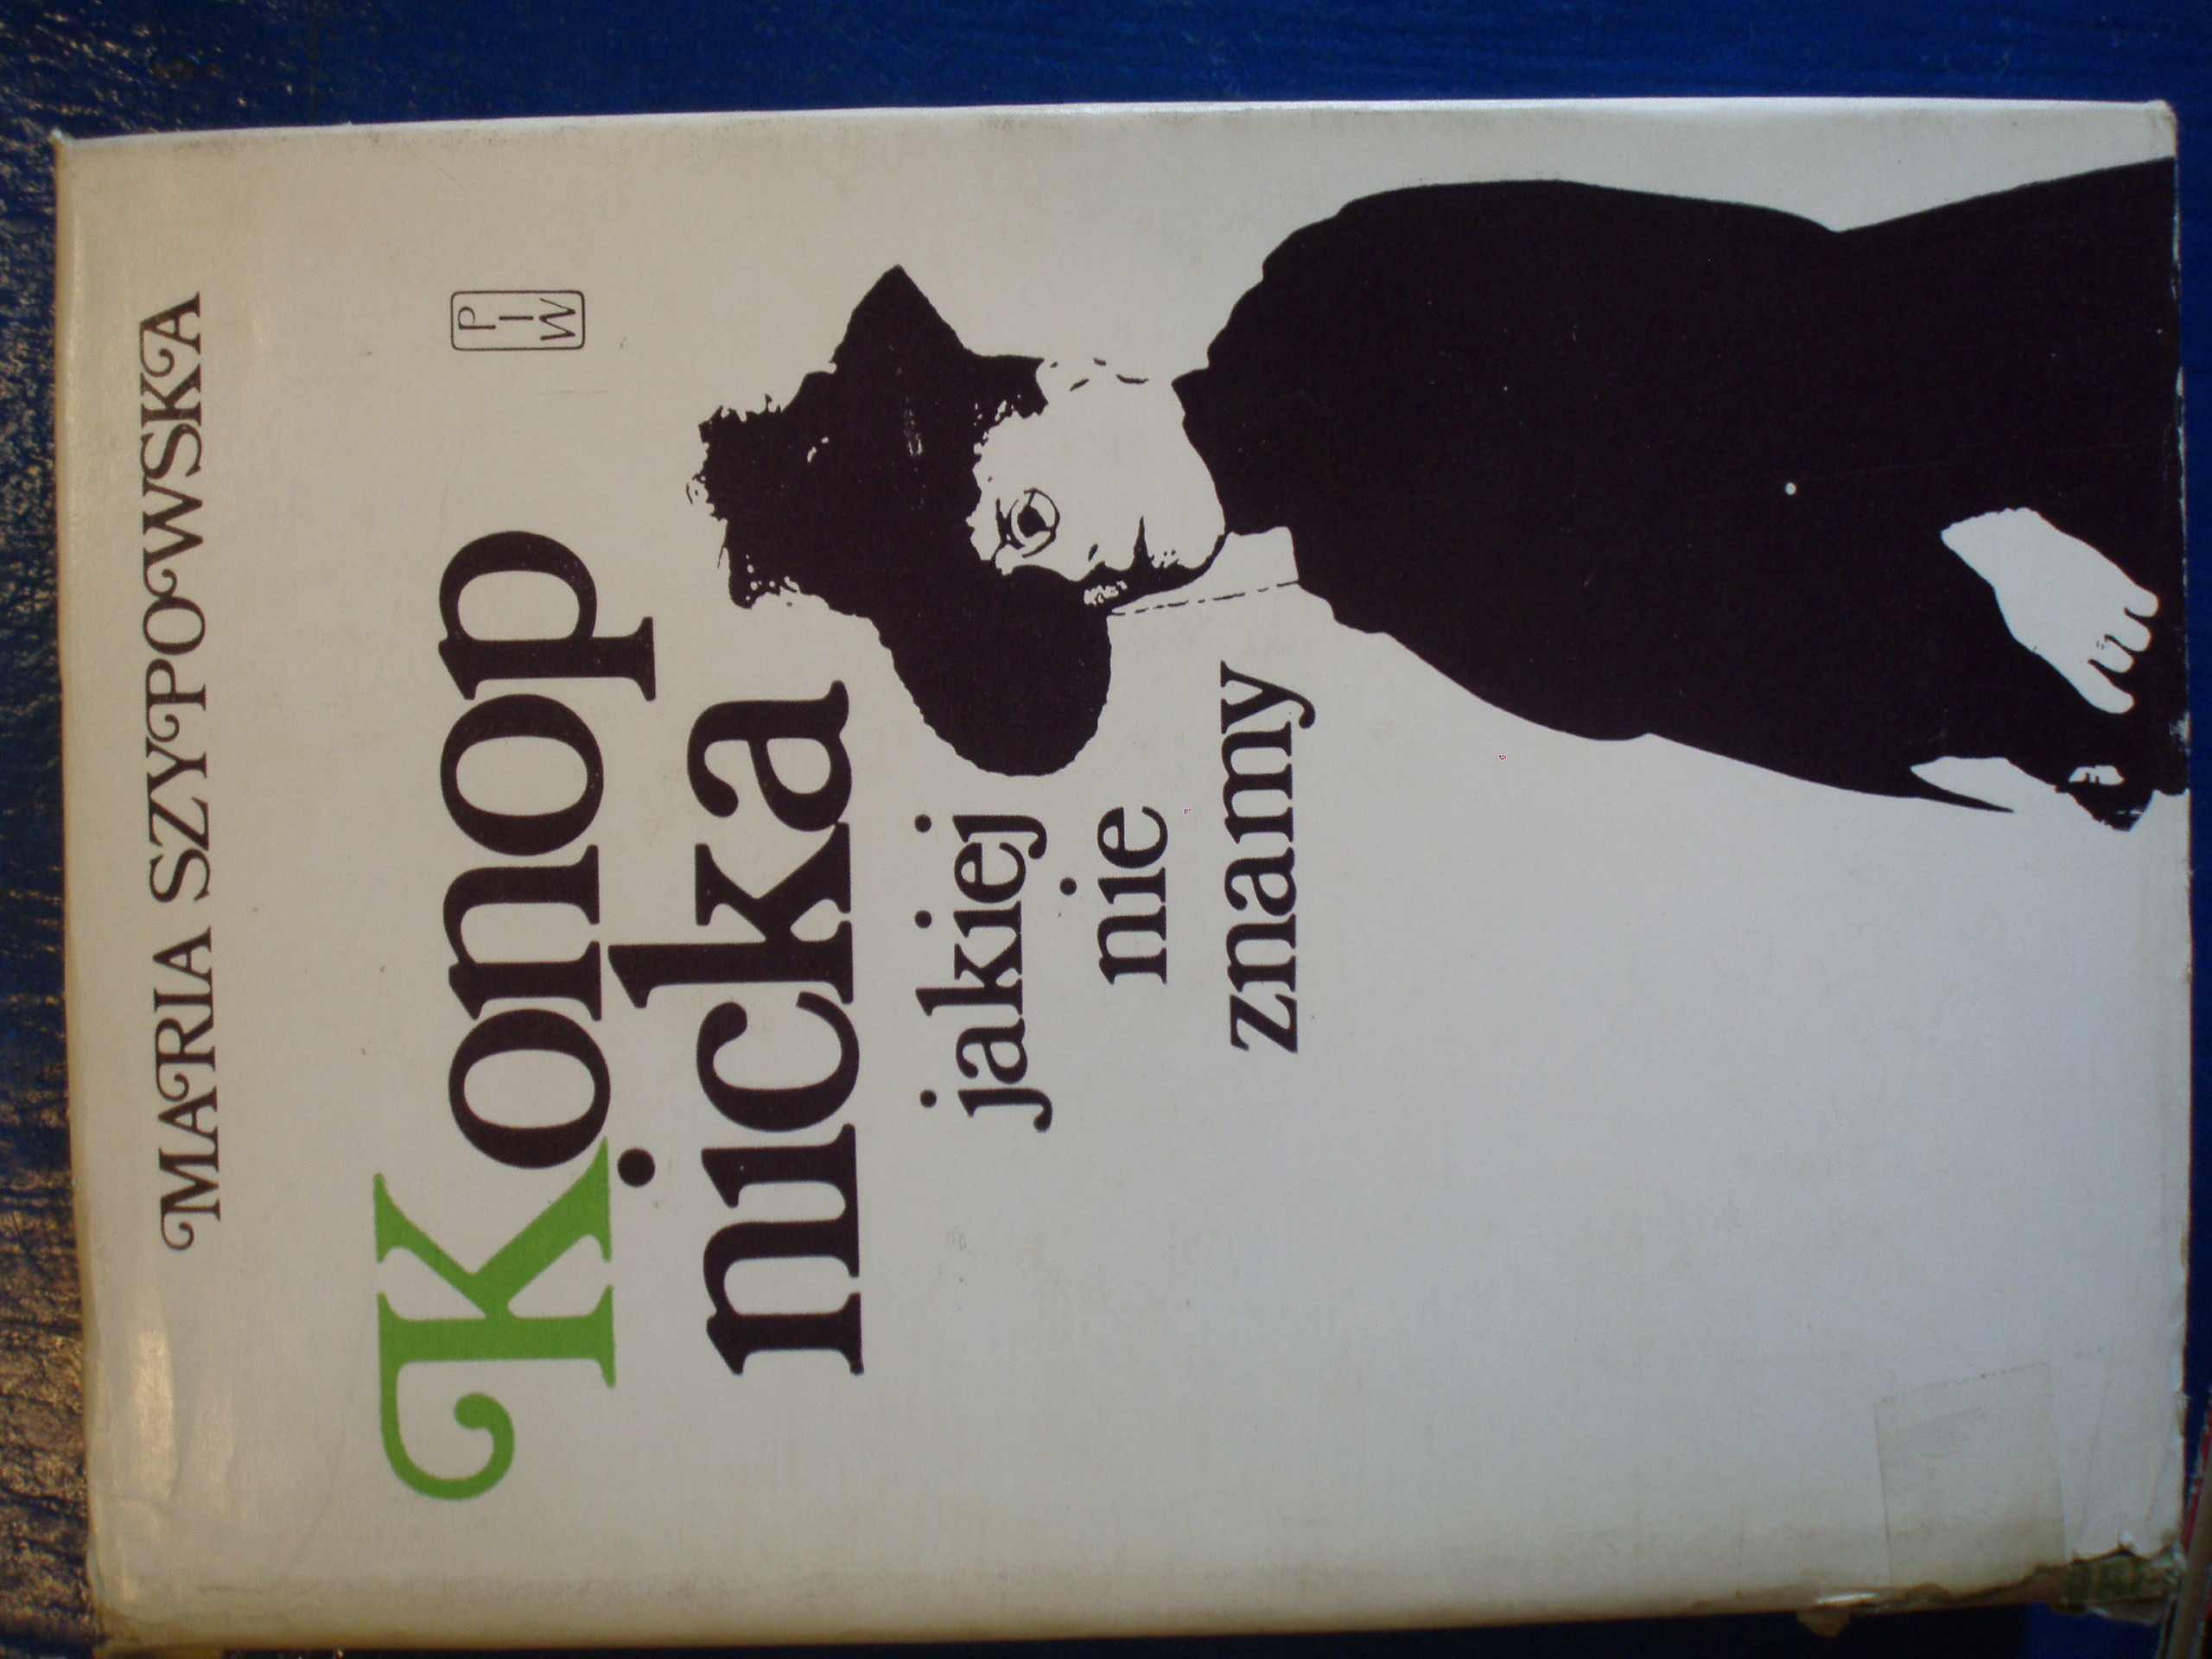 MARIA SZYPOWSKA
PIW
Konop
nicka
jakiej
nie
znamy